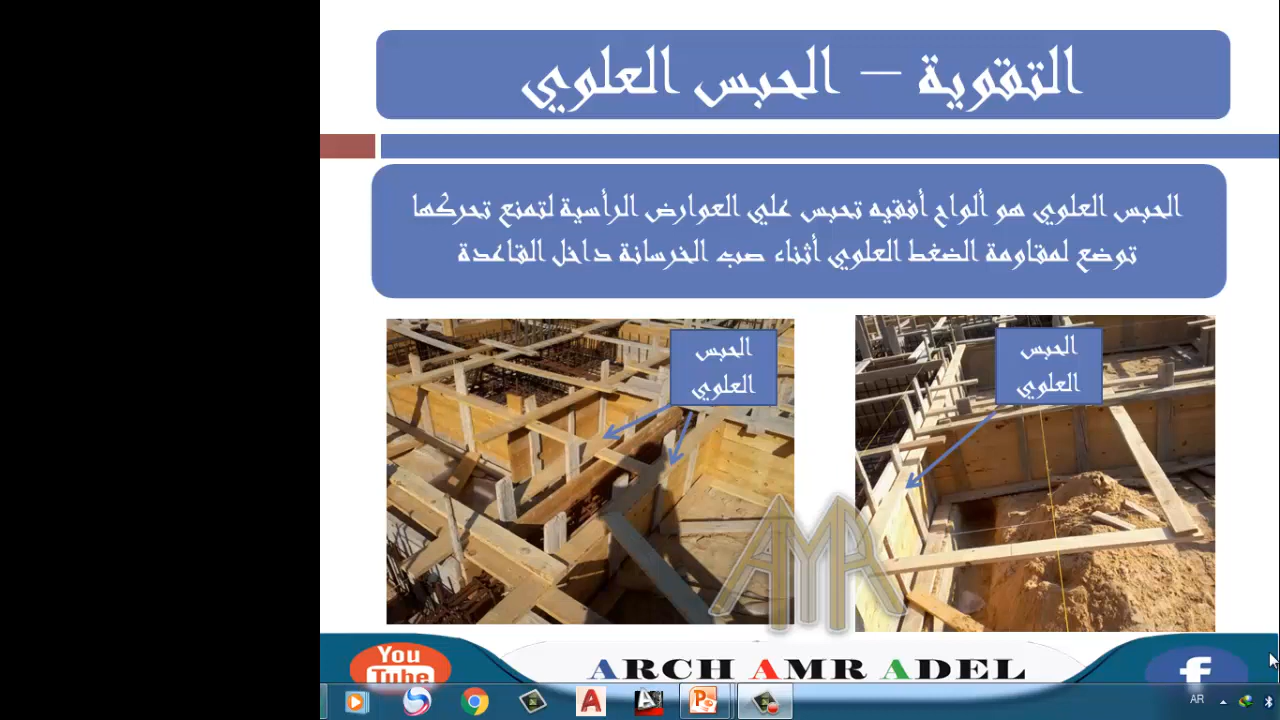 التقوية – الحبس العلوي
الحبس العلوي هو ألواح أفقيه تحبس علي العوارض الرأسية لتمنع تحركها
توضع لمقاومة الضغط العلوي أثناء صب الخرسانة داخل القاعدة
الحبس
العلوي
الحبس
العلوي
AMR
You
Tube
ARCH AMR ADEL
f
AR